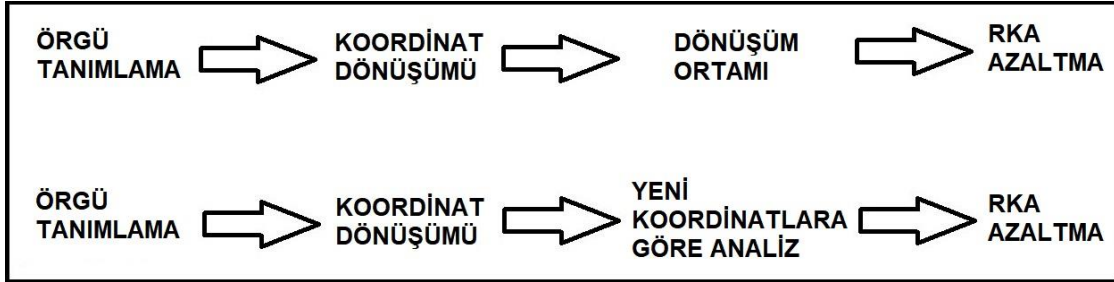 ÖRGÜ
TANIMLAMA
KOORDİNAT
DÖNÜŞÜMÜ
DÖNÜŞÜM
ORTAMI
RKA
AZALTMA
ÖRGÜ
TANIMLAMA
KOORDİNAT
DÖNÜŞÜMÜ
YENİ
KOORDİNATLARA
GÖRE ANALİZ
RKA
AZALTMA